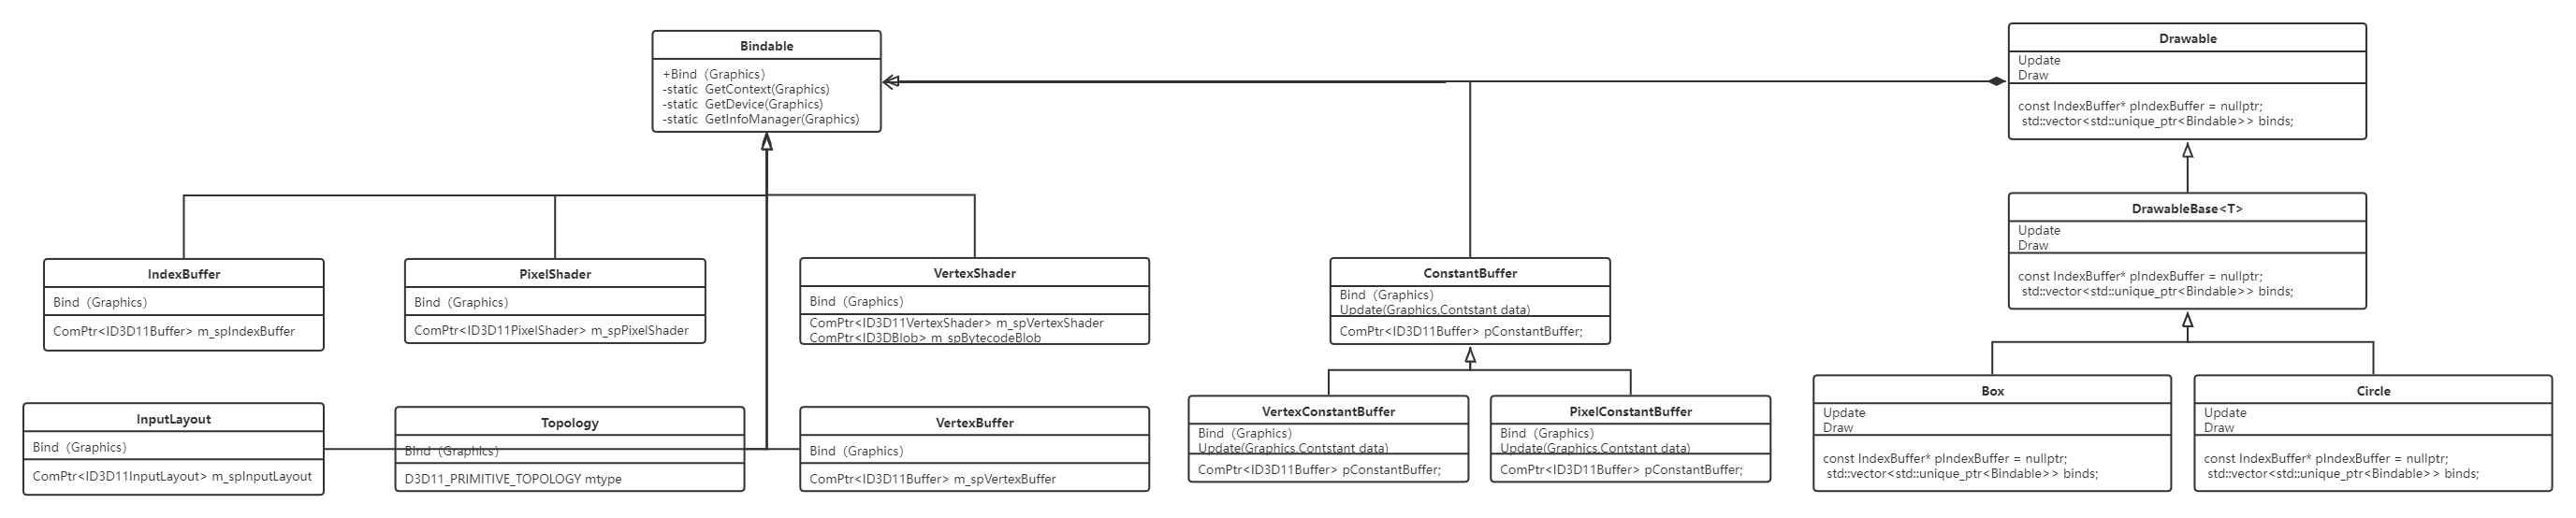 Bindable
+Bind (Graphics)
-static GetContext(Graphics)
-static GetDevice(Graphics)
-static GetInfoManager(Graphics)
Drawable
Update
Draw
const IndexBuffer* pIndexBuffer = nullptr;
std::vector<std::unique_ptr<Bindable>> binds;
DrawableBase<T>
Update
Draw
const IndexBuffer* pIndexBuffer = nullptr;
std::vector<std::unique_ptr<Bindable>> binds;
IndexBuffer
Bind (Graphics)
ComPtr<ID3D11Buffer> m_spIndexBuffer
PixelShader
Bind (Graphics)
ComPtr<ID3D11PixelShader> m_spPixelShader
VertexShader
Bind (Graphics)
ComPtr<ID3D11VertexShader> m_spVertexShader
ComPtr<ID3DBlob> m_spBytecodeBlob
ConstantBuffer
Bind (Graphics)
Update(Graphics,Contstant data)
ComPtr<ID3D11Buffer> pConstantBuffer;
InputLayout
Bind (Graphics)
ComPtr<ID3D11InputLayout> m_spInputLayout
Topology
Bind (Graphics)
D3D11_PRIMITIVE_TOPOLOGY mtype
VertexBuffer
Bind (Graphics)
ComPtr<ID3D11Buffer> m_spVertexBuffer
VertexConstantBuffer
Bind (Graphics)
Update(Graphics,Contstant data)
ComPtr<ID3D11Buffer> pConstantBuffer;
PixelConstantBuffer
Bind (Graphics)
Update(Graphics,Contstant data)
ComPtr<ID3D11Buffer> pConstantBuffer;
Box
Update
Draw
const IndexBuffer* pIndexBuffer = nullptr;
std::vector<std::unique_ptr<Bindable>> binds;
Circle
Update
Draw
const IndexBuffer* pIndexBuffer = nullptr;
std::vector<std::unique_ptr<Bindable>> binds;